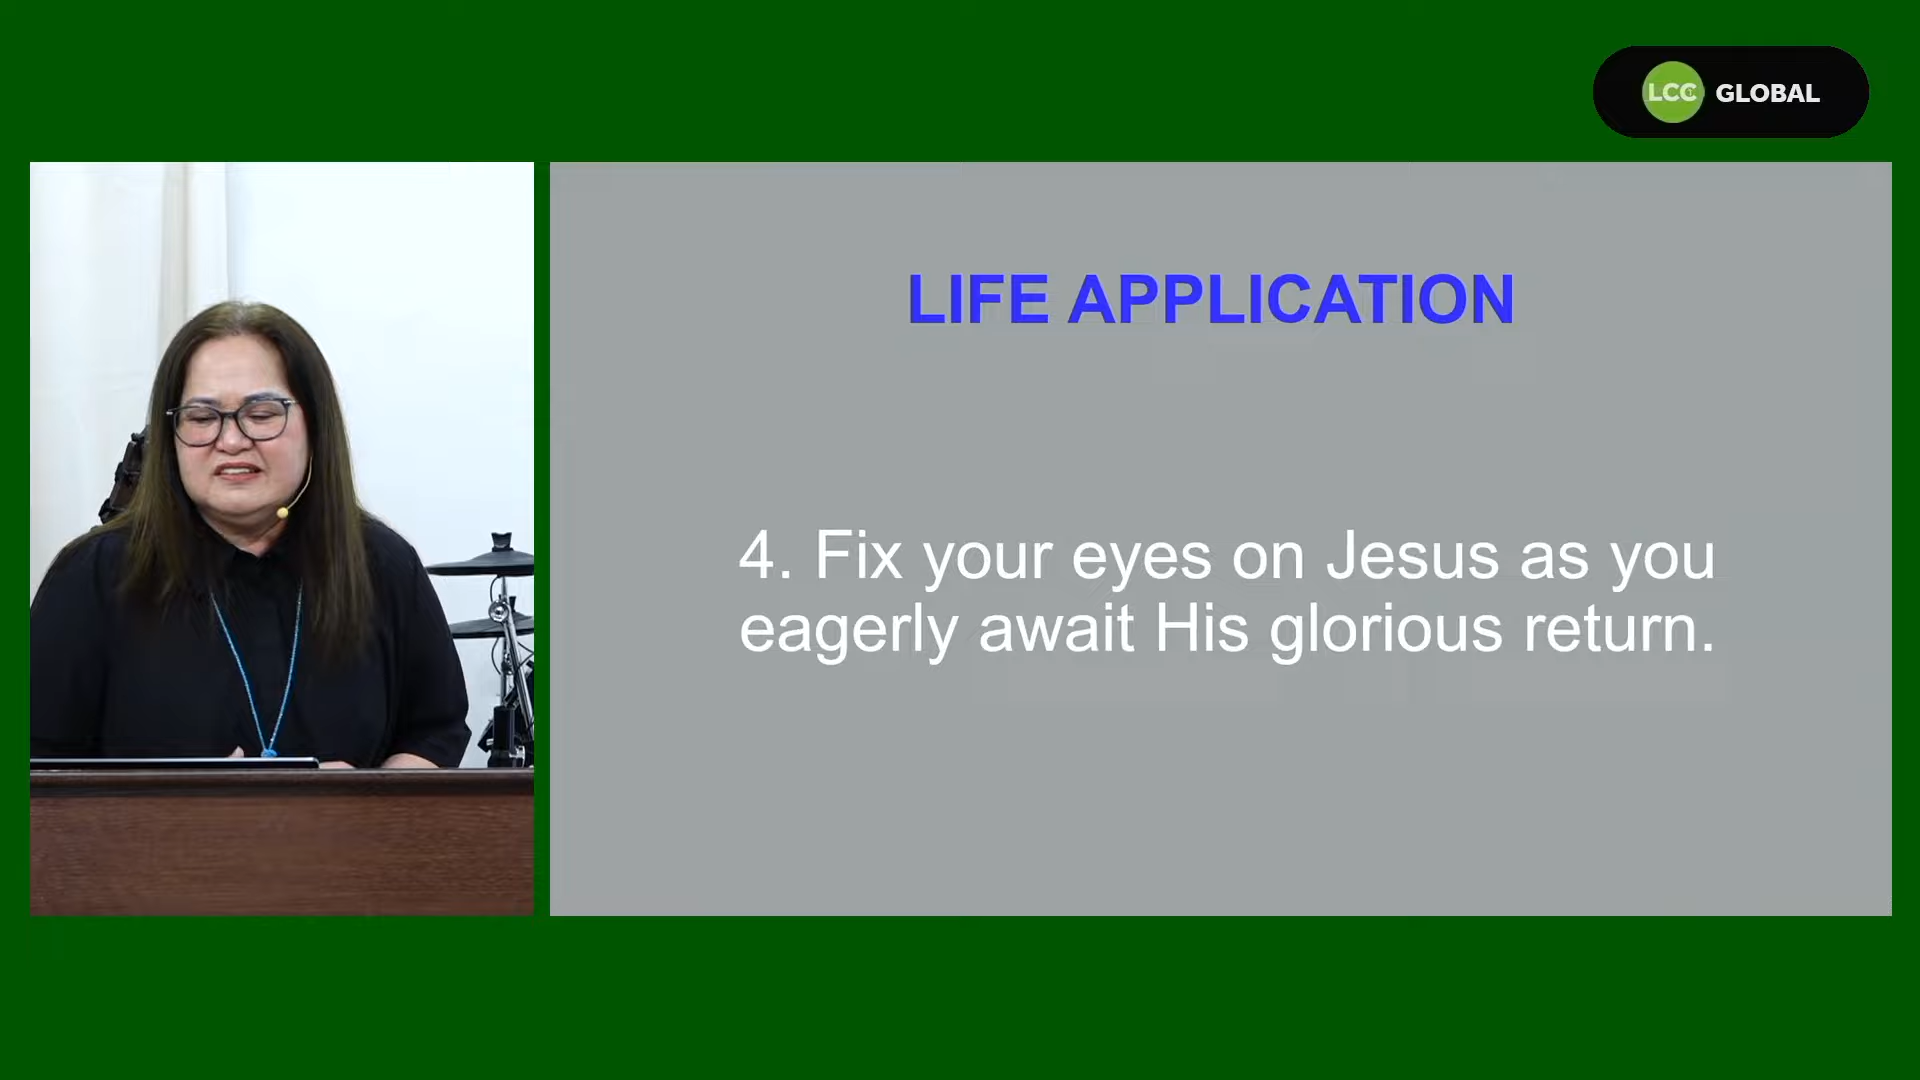 LCC GLOBAL
LIFE APPLICATION
4. Fix your eyes on Jesus as you
eagerly await His glorious return.